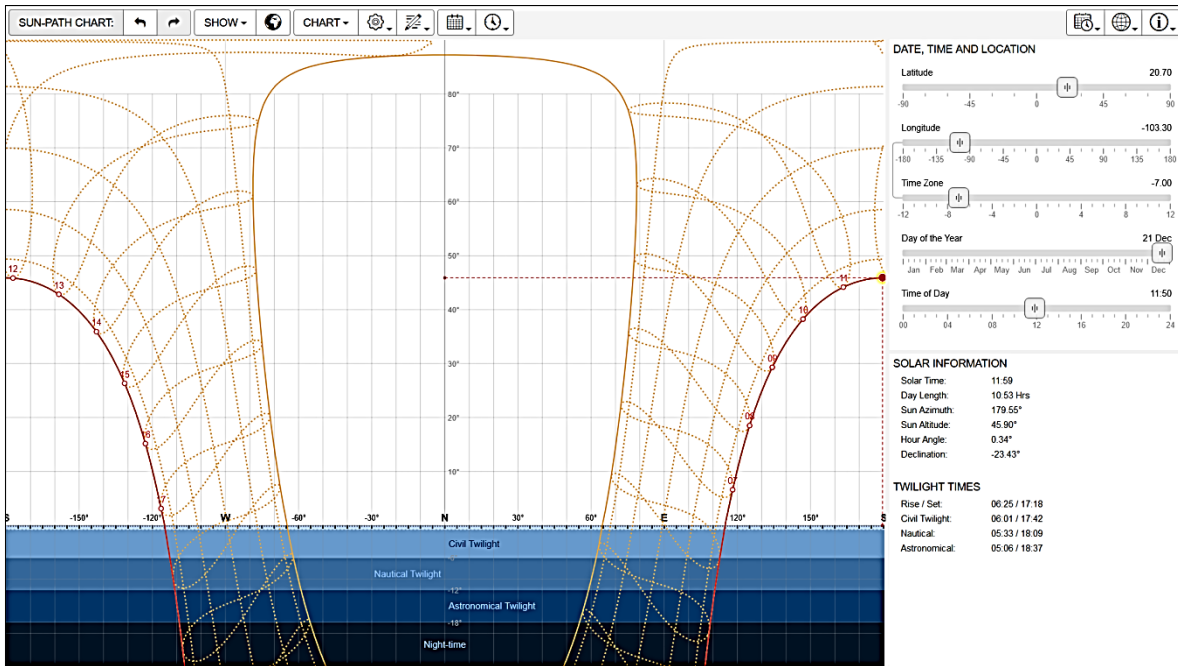 SUN-PATH CHART: SHOW CHART
DATE, TIME AND LOCATION
Latitude 20.70
-90 -45 0 45 90
Longitude -103.30
-180 -135 -90 -45 0 45 90 135 180
Time Zone -7.00
-12 -8 -4 0 4 8 12
Day of the Year 21 Dec
Jan Feb Mar Apr May Jun Jul Aug Sep Oct Nov Dec
Time of Day 11:50
00 04 08 12 16 20 24
SOLAR INFORMATION
Solar Time: 11:59
Day Length: 10.53 Hrs
Sun Azimuth: 179.55°
Sun Altitude: 45.90°
Hour Angle: 0.34°
Declination: -23.43°
TWILIGHT TIMES
Rise / Set: 06:25 / 17:18
Civil Twilight: 06:01 / 17:42
Nautical: 05:33 / 18:09
Astronomical: 05:06 / 18:37
80°
70°
60°
50°
12 11
13
40°
14 10
30°
15 09
20°
16 08
10°
17 07
S -150° -120° W -60° -30° N 30° 60° E 120° 150° S
Civil Twilight
Nautical Twilight
-12°
Astronomical Twilight
-18°
Night-time